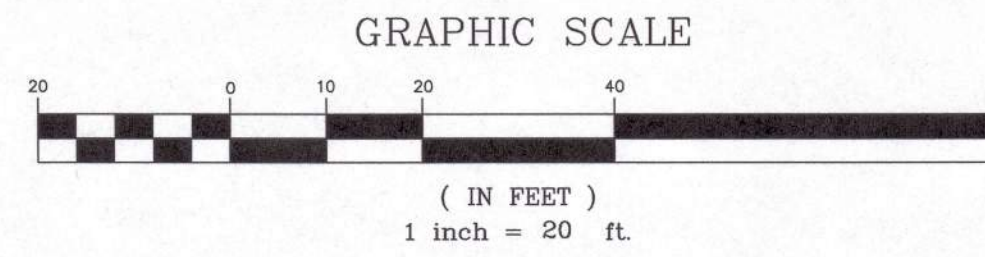 GRAPHIC SCALE
20 0 10 20 40
( IN FEET )
1 inch = 20 ft.